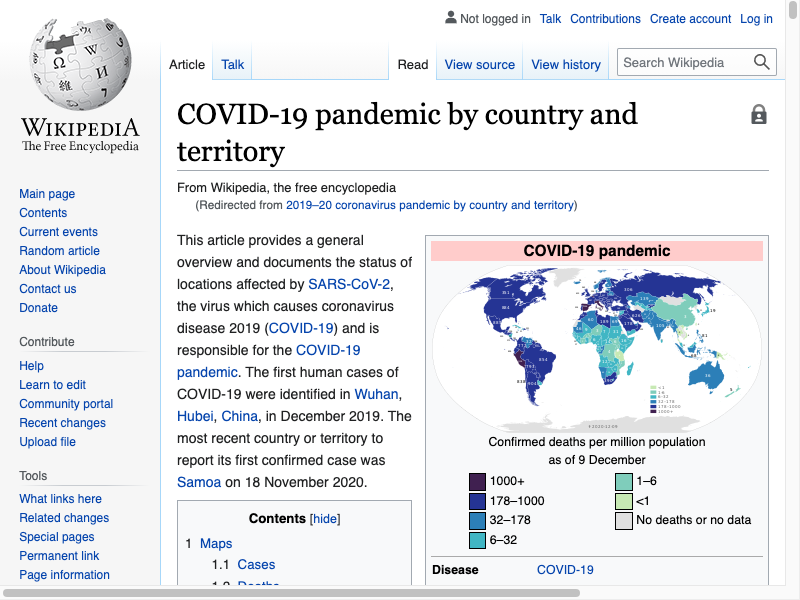 Not logged in Talk Contributions Create account Log in
Article Talk Read View source View history Search Wikipedia
WIKIPEDIA
The Free Encyclopedia
Main page
Contents
Current events
Random article
About Wikipedia
Contact us
Donate
Contribute
Help
Learn to edit
Community portal
Recent changes
Upload file
Tools
What links here
Related changes
Special pages
Permanent link
Page information
COVID-19 pandemic by country and
territory
From Wikipedia, the free encyclopedia
(Redirected from 2019–20 coronavirus pandemic by country and territory)
This article provides a general
overview and documents the status of
locations affected by SARS-CoV-2,
the virus which causes coronavirus
disease 2019 (COVID-19) and is
responsible for the COVID-19
pandemic. The first human cases of
COVID-19 were identified in Wuhan,
Hubei, China, in December 2019. The
most recent country or territory to
report its first confirmed case was
Samoa on 18 November 2020.
Contents [hide]
1 Maps
1.1 Cases
1.2 Deaths
COVID-19 pandemic
Confirmed deaths per million population
as of 9 December
1000+
178–1000
32–178
6–32
1–6
<1
No deaths or no data
Disease COVID-19